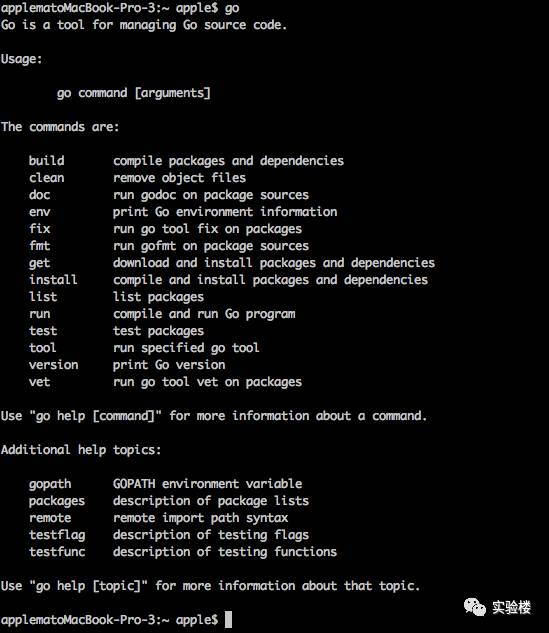 applematoMacBook-Pro-3:~ apple$ go
Go is a tool for managing Go source code.
Usage:
go command [arguments]
The commands are:
build compile packages and dependencies
clean remove object files
doc run godoc on package sources
env print Go environment information
fix run go tool fix on packages
fmt run gofmt on package sources
get download and install packages and dependencies
install compile and install packages and dependencies
list list packages
run compile and run Go program
test test packages
tool run specified go tool
version print Go version
vet run go tool vet on packages
Use "go help [command]" for more information about a command.
Additional help topics:
gopath GOPATH environment variable
packages description of package lists
remote remote import path syntax
testflag description of testing flags
testfunc description of testing functions
Use "go help [topic]" for more information about that topic.
applematoMacBook-Pro-3:~ apple$
实验楼